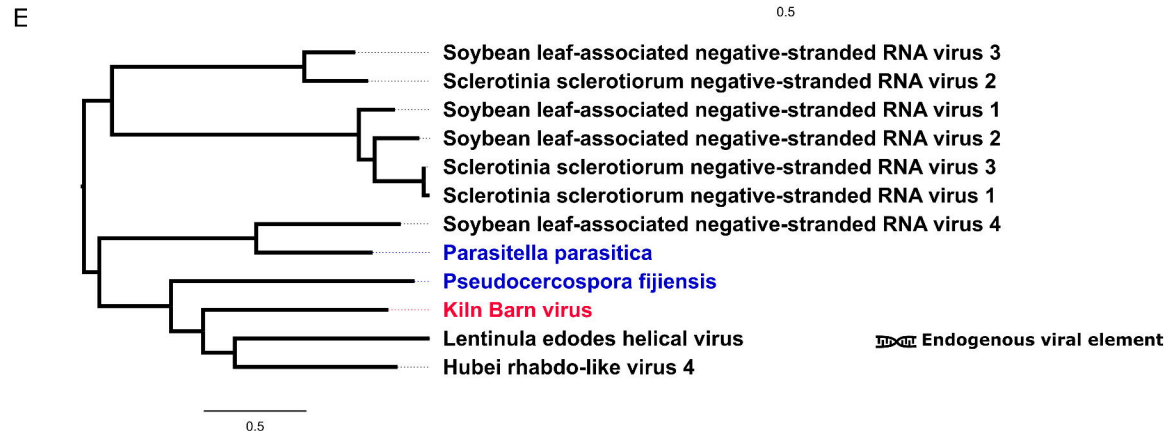 E
0.5
Soybean leaf-associated negative-stranded RNA virus 3
Sclerotinia sclerotiorum negative-stranded RNA virus 2
Soybean leaf-associated negative-stranded RNA virus 1
Soybean leaf-associated negative-stranded RNA virus 2
Sclerotinia sclerotiorum negative-stranded RNA virus 3
Sclerotinia sclerotiorum negative-stranded RNA virus 1
Soybean leaf-associated negative-stranded RNA virus 4
Parasitella parasitica
Pseudocercospora fijiensis
Kiln Barn virus
Lentinula edodes helical virus
Endogenous viral element
Hubei rhabdo-like virus 4
0.5